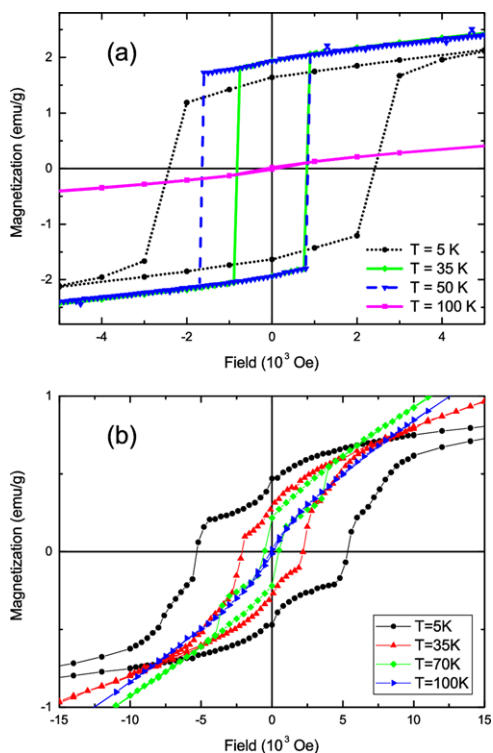 (a)
2
1
0
-1
-2
Magnetization (emu/g)
T = 5 K
T = 35 K
T = 50 K
T = 100 K
-4 -2 0 2 4
Field (10³ Oe)
(b)
1
0
-1
Magnetization (emu/g)
T=5K
T=35K
T=70K
T=100K
-15 -10 -5 0 5 10 15
Field (10³ Oe)